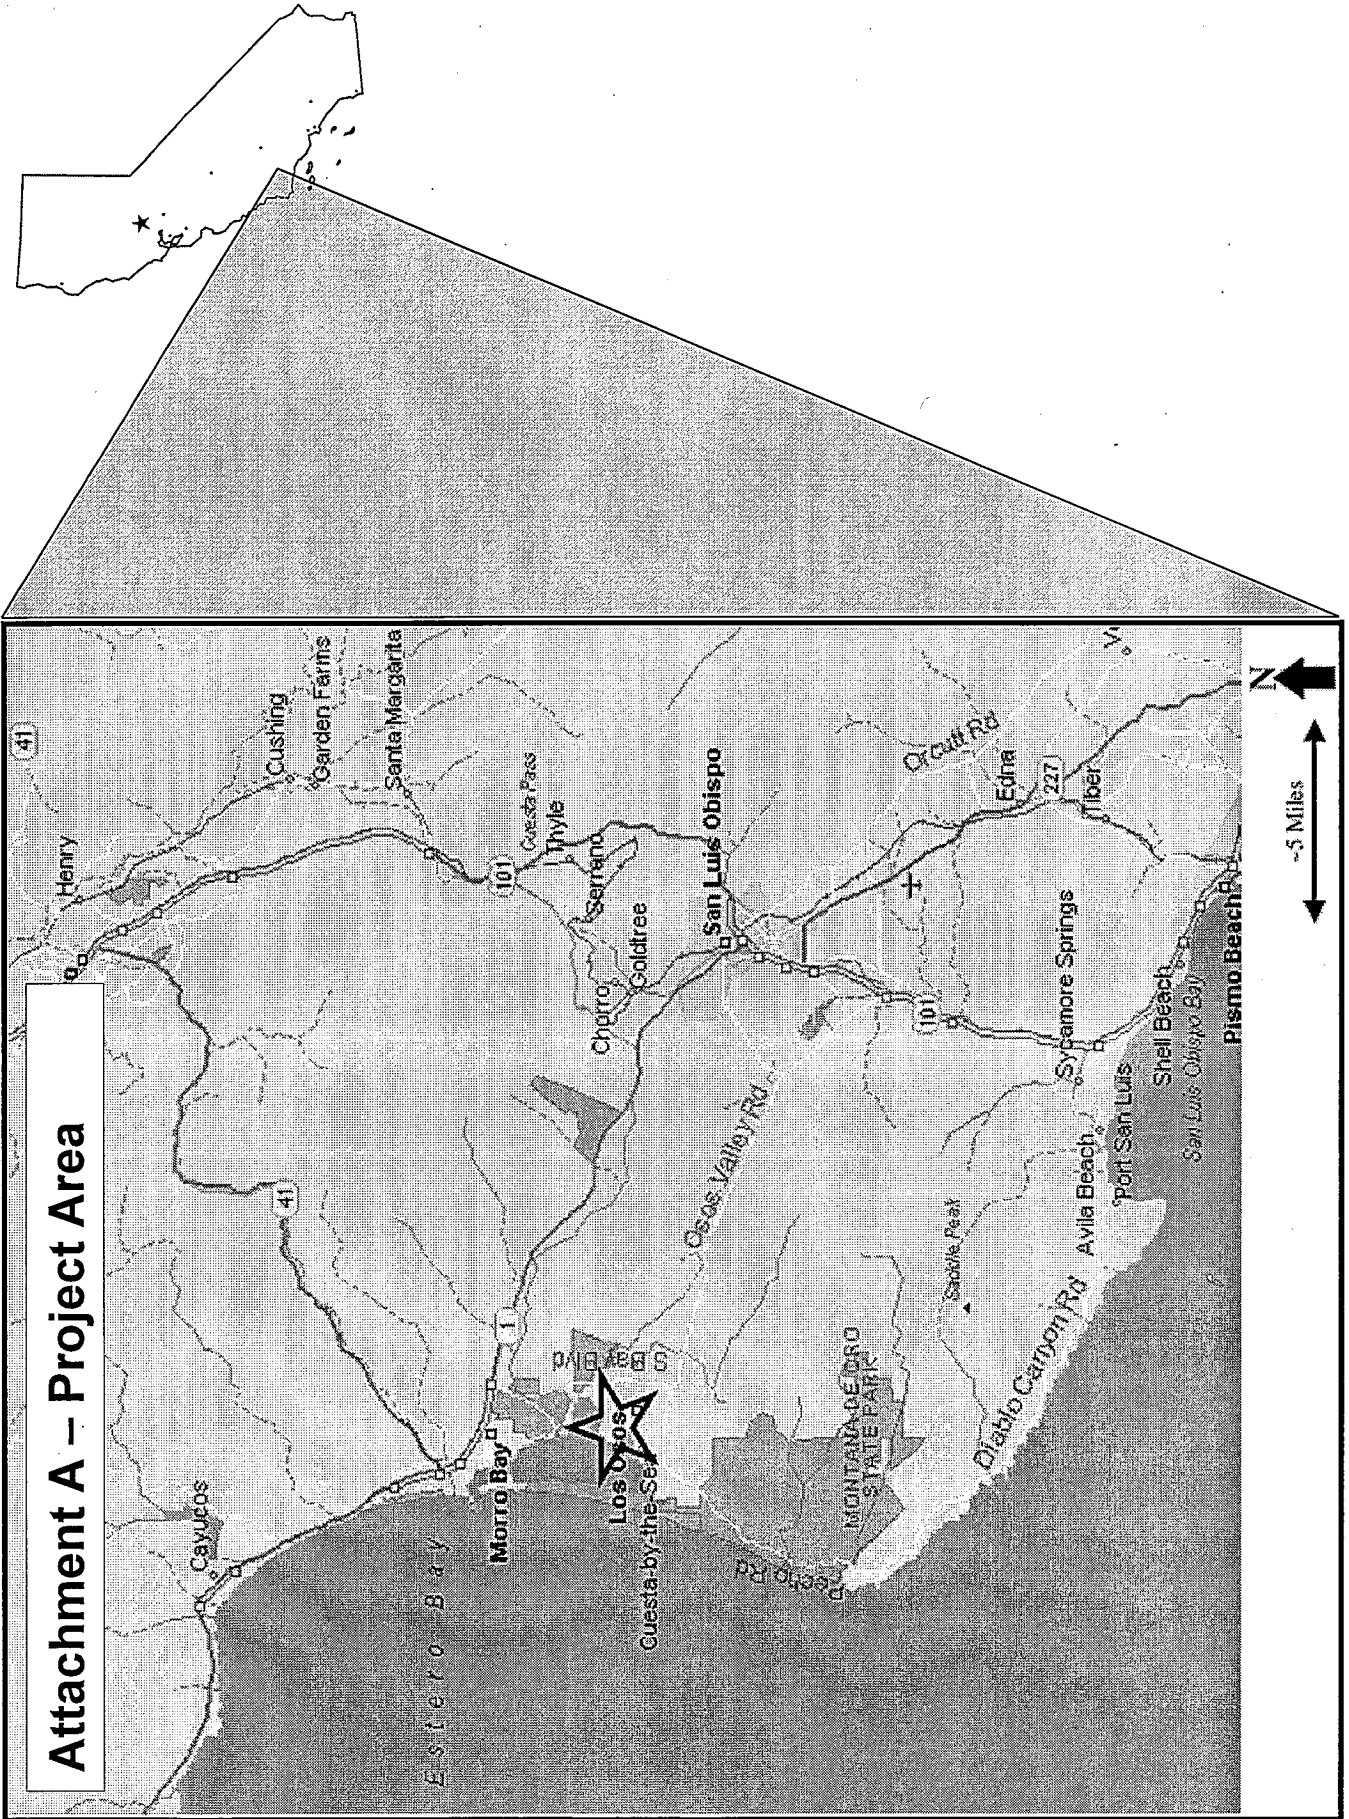 Attachment A – Project Area
41
Henry
Cushing
Garden Farms
Santa Margarita
41
Cayucos
101
Cuesta Pass
Thyle
Serrano
Estero Bay
Morro Bay
1
Chorro
Goldtree
S Bay Blvd
Los Osos
Cuesta-by-the-Sea
San Luis Obispo
Osos Valley Rd
Pecho Rd
MONTANA DE ORO
STATE PARK
101
Orcutt Rd
Saddle Peak
Edna
227
Tiber
Diablo Canyon Rd
Sycamore Springs
Avila Beach
Port San Luis
Shell Beach
San Luis Obispo Bay
Pismo Beach
N
~5 Miles